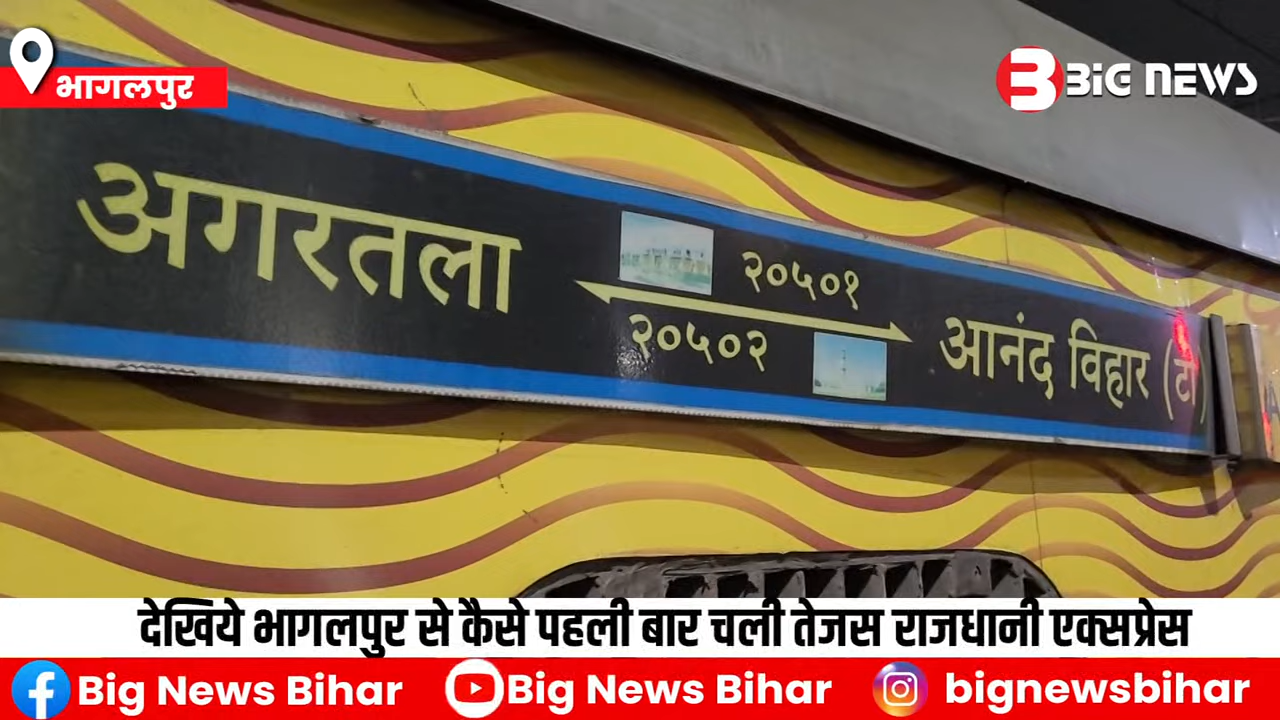 भागलपुर
BiG NEWS
अगरतला
२०५०१
२०५०२
आनंद विहार (टी)
देखिये भागलपुर से कैसे पहली बार चली तेजस राजधानी एक्सप्रेस
Big News Bihar
Big News Bihar
bignewsbihar